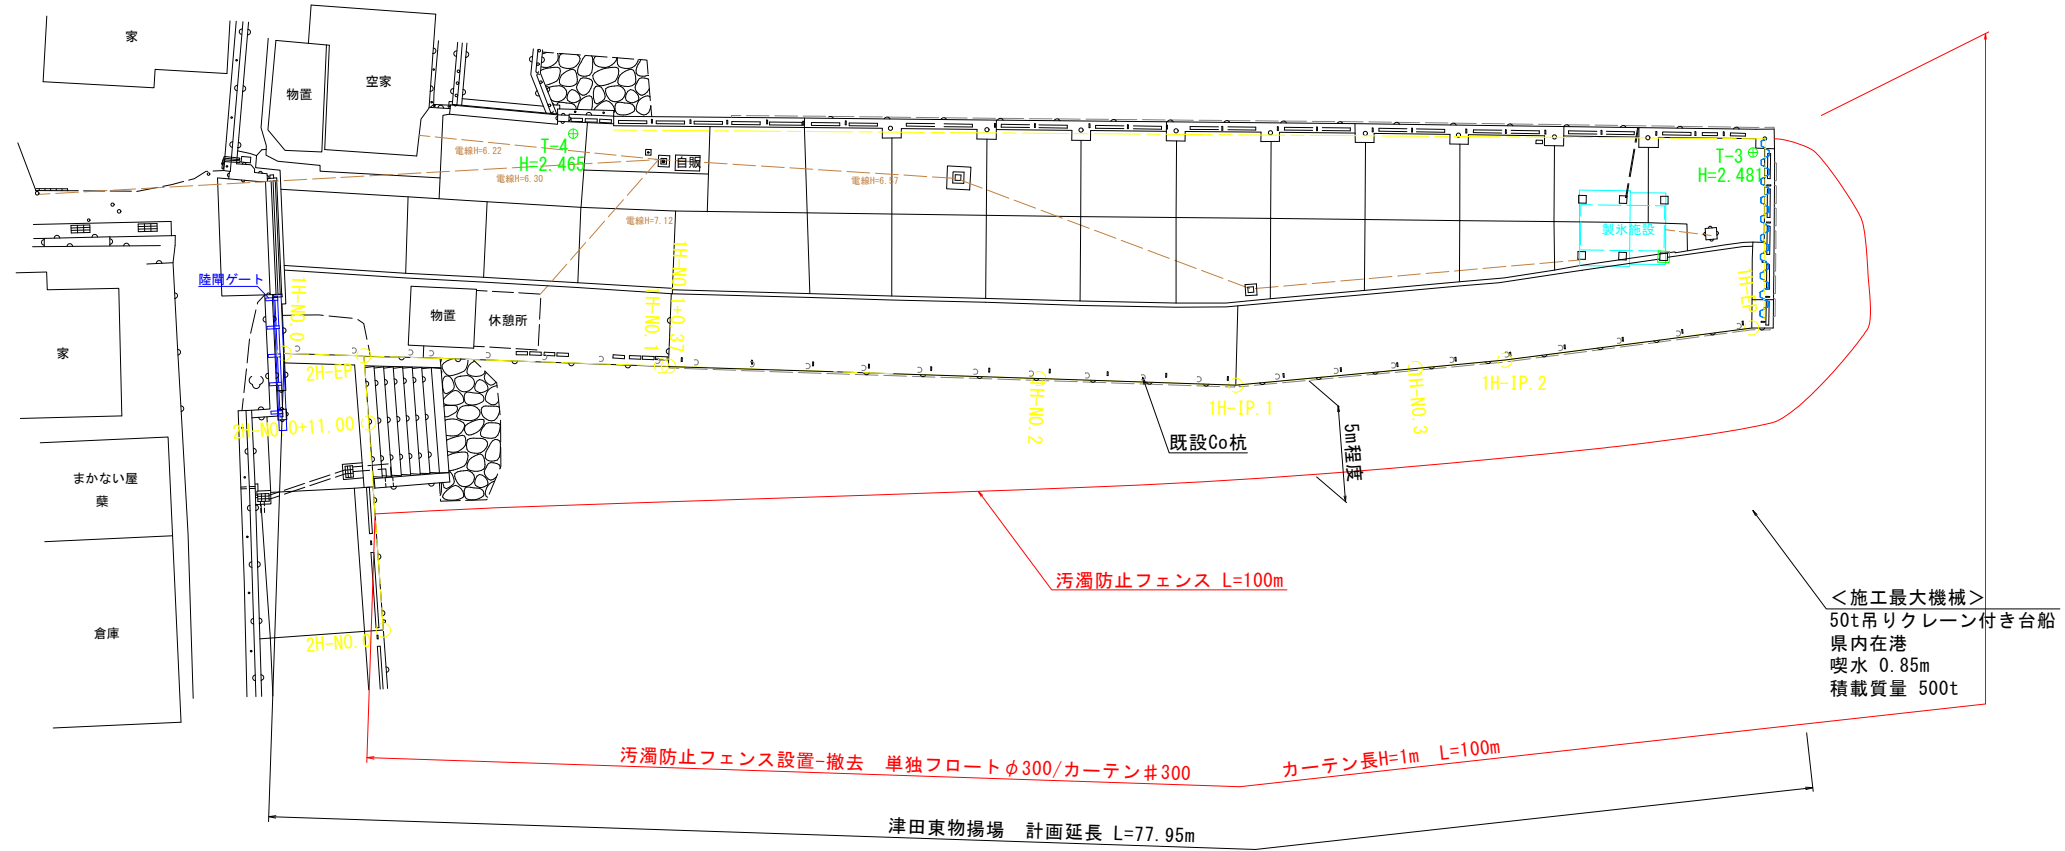 家
物置
空家
電線H=6.22
T-4
H=2.465
自販
電線H=6.30
電線H=6.57
電線H=7.12
T-3
H=2.481
製氷施設
陸閘ゲート
1H-NO.0
1H-NO.1
1H-NO.1+0.37
1H-EP
物置
休憩所
家
2H-EP
2H-NO.0+11.00
1H-NO.2
1H-IP.1
1H-NO.3
1H-IP.2
既設Co杭
5m程度
まかない屋
蘖
汚濁防止フェンス L=100m
倉庫
2H-NO.0
＜施工最大機械＞
50t吊りクレーン付き台船
県内在港
喫水 0.85m
積載質量 500t
汚濁防止フェンス設置-撤去 単独フロートφ300/カーテン＃300
カーテン長H=1m L=100m
津田東物揚場 計画延長 L=77.95m